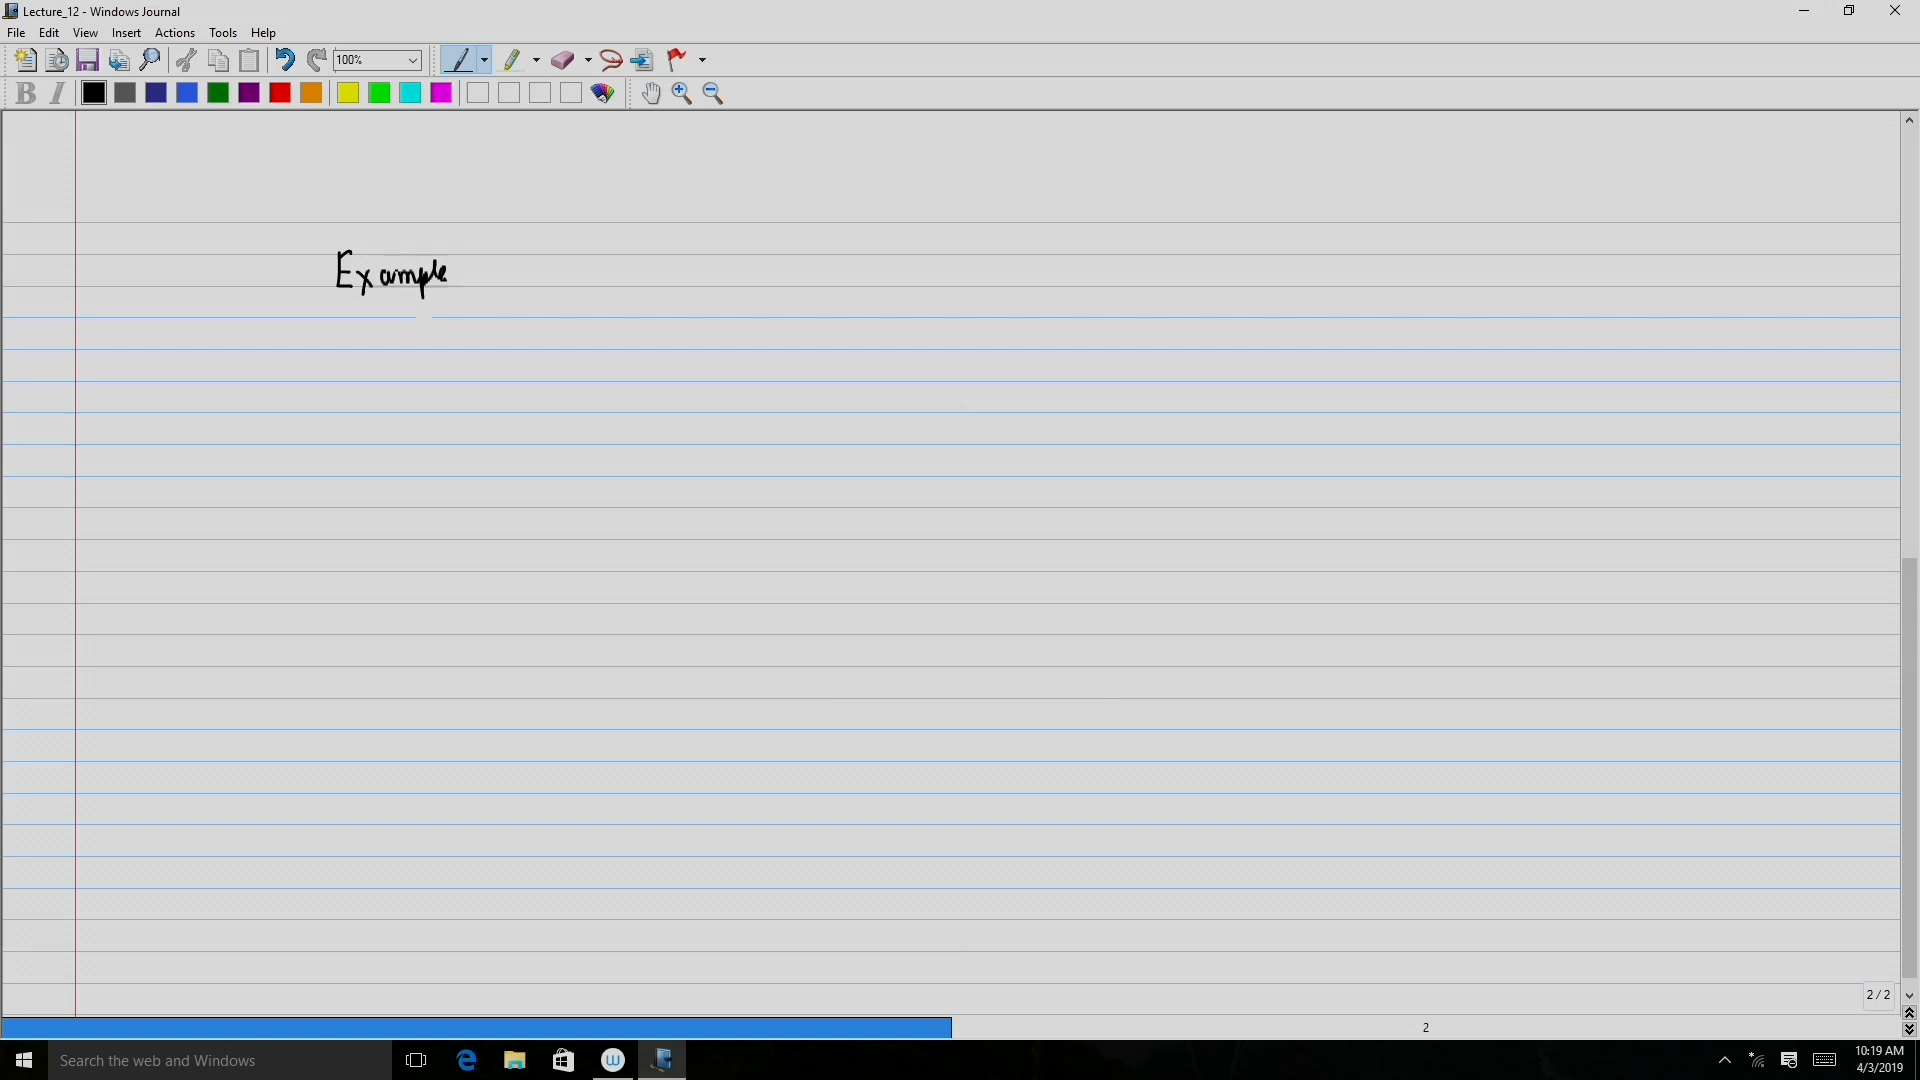 Lecture_12 - Windows Journal
File Edit View Insert Actions Tools Help
100%
B I
Example
2 / 2
2
Search the web and Windows
10:19 AM
4/3/2019